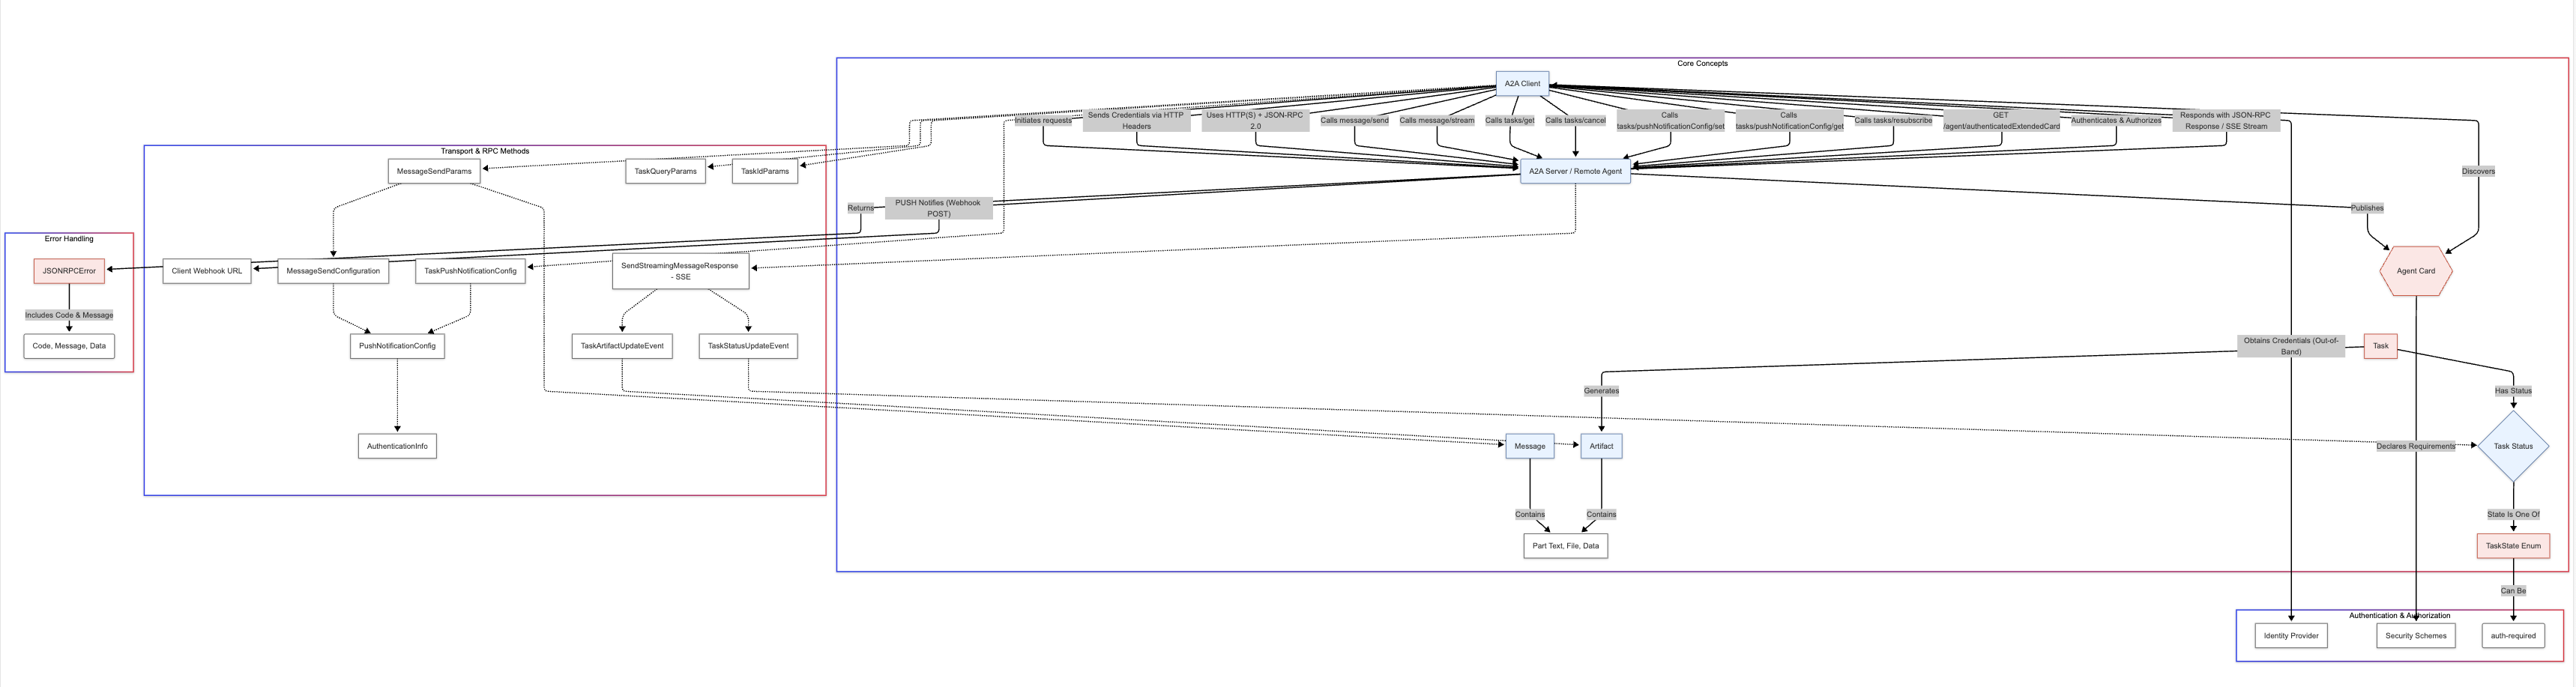 Core Concepts
A2A Client
Initiates requests
Sends Credentials via HTTP
Headers
Uses HTTP(S) + JSON-RPC
2.0
Calls message/send
Calls message/stream
Calls tasks/get
Calls tasks/cancel
Calls
tasks/pushNotificationConfig/set
Calls
tasks/pushNotificationConfig/get
Calls tasks/resubscribe
GET
/agent/authenticatedExtendedCard
Authenticates & Authorizes
Responds with JSON-RPC
Response / SSE Stream
Transport & RPC Methods
MessageSendParams
TaskQueryParams
TaskIdParams
A2A Server / Remote Agent
Discovers
Returns
PUSH Notifies (Webhook
POST)
Publishes
Error Handling
JSONRPCError
Client Webhook URL
MessageSendConfiguration
TaskPushNotificationConfig
SendStreamingMessageResponse
- SSE
Agent Card
Includes Code & Message
Code, Message, Data
PushNotificationConfig
TaskArtifactUpdateEvent
TaskStatusUpdateEvent
Obtains Credentials (Out-of-
Band)
Task
Generates
Has Status
AuthenticationInfo
Message
Artifact
Declares Requirements
Task Status
Contains
Contains
State Is One Of
Part Text, File, Data
TaskState Enum
Can Be
Authentication & Authorization
Identity Provider
Security Schemes
auth-required